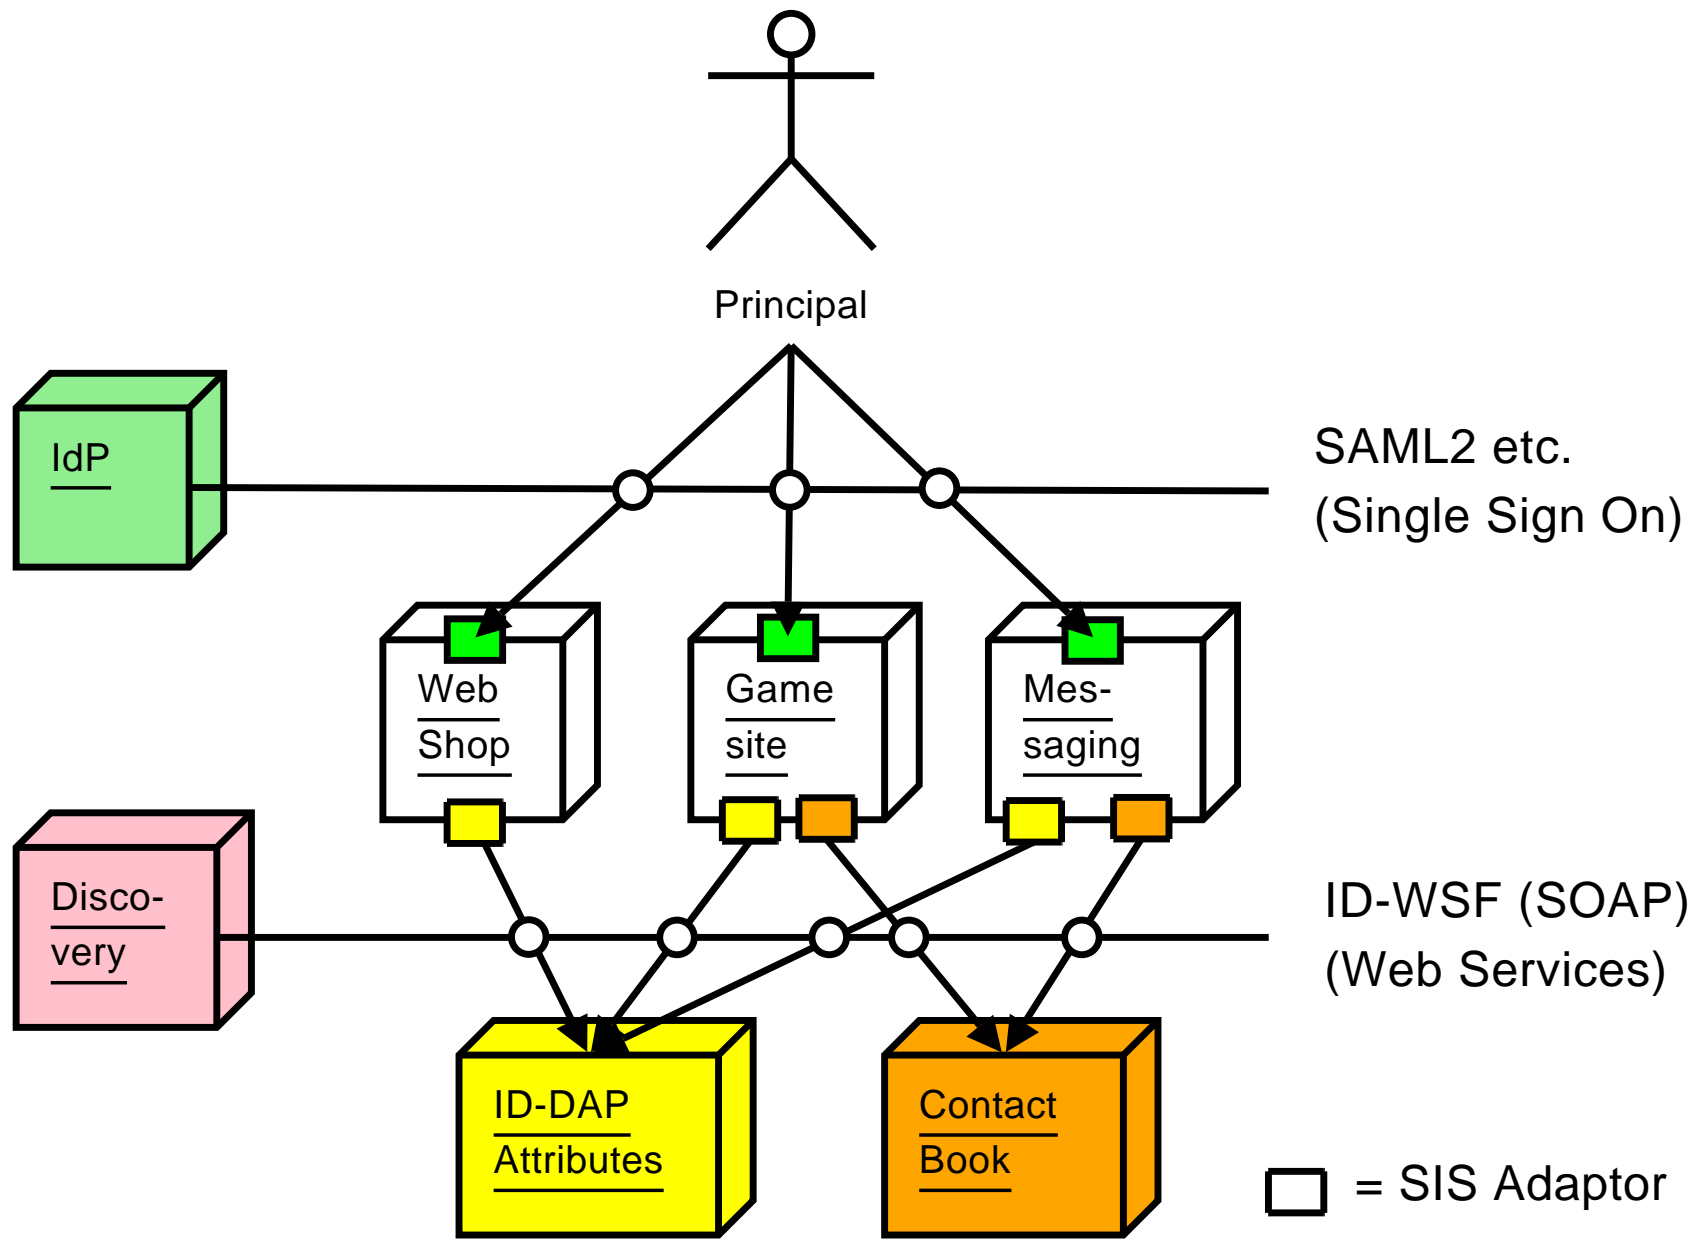 Principal
IdP
SAML2 etc.
(Single Sign On)
Web
Shop
Game
site
Mes-
saging
Disco-
very
ID-WSF (SOAP)
(Web Services)
ID-DAP
Attributes
Contact
Book
= SIS Adaptor